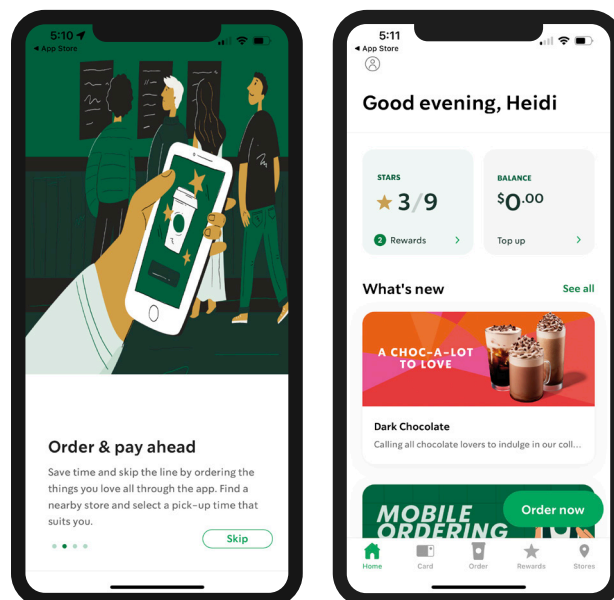 5:10
App Store
Order & pay ahead
Save time and skip the line by ordering the
things you love all through the app. Find a
nearby store and select a pick-up time that
suits you.
Skip
5:11
App Store
Good evening, Heidi
STARS
3/9
2 Rewards
BALANCE
$0.00
Top up
What's new
See all
A CHOC-A-LOT
TO LOVE
Dark Chocolate
Calling all chocolate lovers to indulge in our coll...
MOBILE
ORDERING
Order now
Home
Card
Order
Rewards
Stores